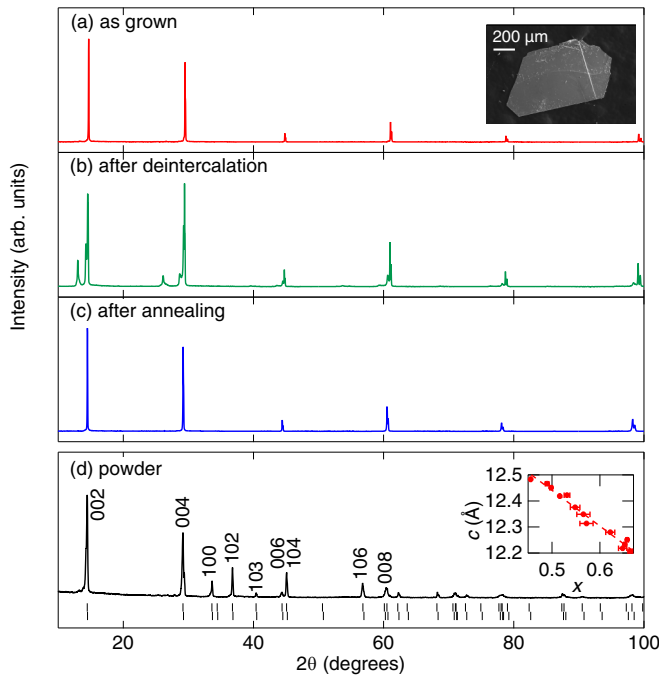 (a) as grown
200 µm
(b) after deintercalation
Intensity (arb. units)
(c) after annealing
(d) powder
002
004
100
102
103
006
104
106
008
12.5
12.4
12.3
12.2
c (Å)
0.5
0.6
x
20
40
60
80
100
2θ (degrees)